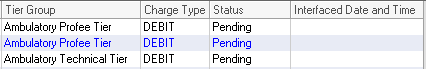 Tier Group Charge Type Status Interfaced Date and Time
Ambulatory Profee Tier DEBIT Pending
Ambulatory Profee Tier DEBIT Pending
Ambulatory Technical Tier DEBIT Pending